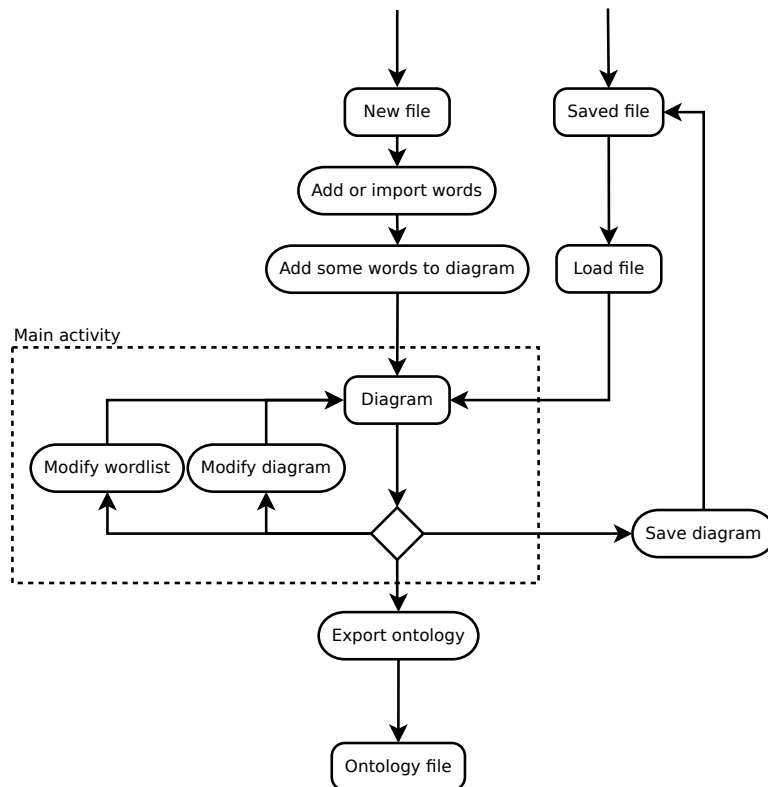 New file
Saved file
Add or import words
Add some words to diagram
Load file
Main activity
Diagram
Modify wordlist
Modify diagram
Save diagram
Export ontology
Ontology file